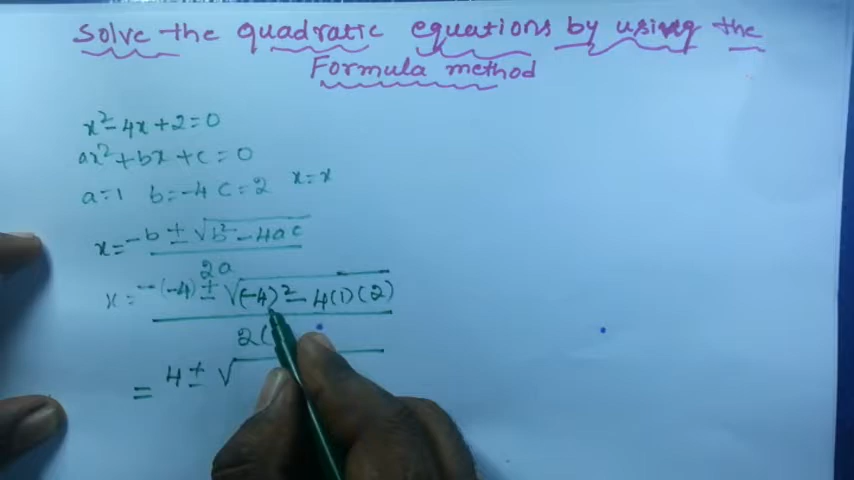 Solve the quadratic equations by using the
Formula method
x² - 4x + 2 = 0
ax² + bx + c = 0
a = 1 b = -4 c = 2 x = x
x = -b ± √b² - 4ac
2a
x = -(-4) ± √(-4)² - 4(1)(2)
2(
= 4 ± √